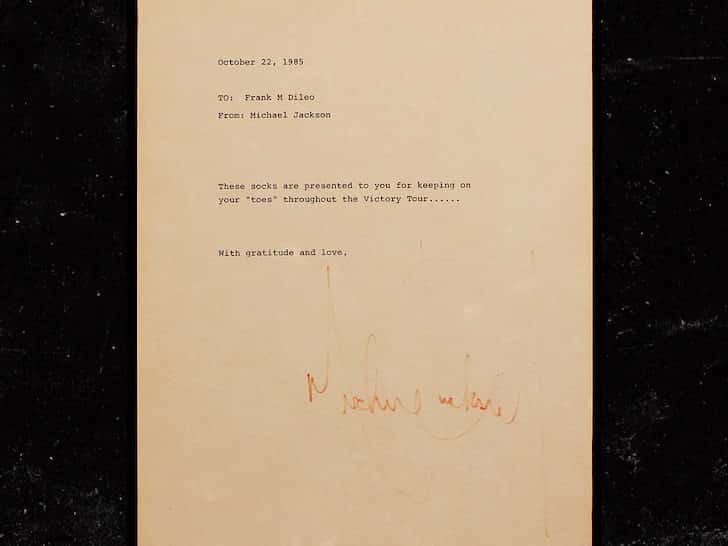 October 22, 1985
TO:  Frank M Dileo
From: Michael Jackson
These socks are presented to you for keeping on
your "toes" throughout the Victory Tour......
With gratitude and love,